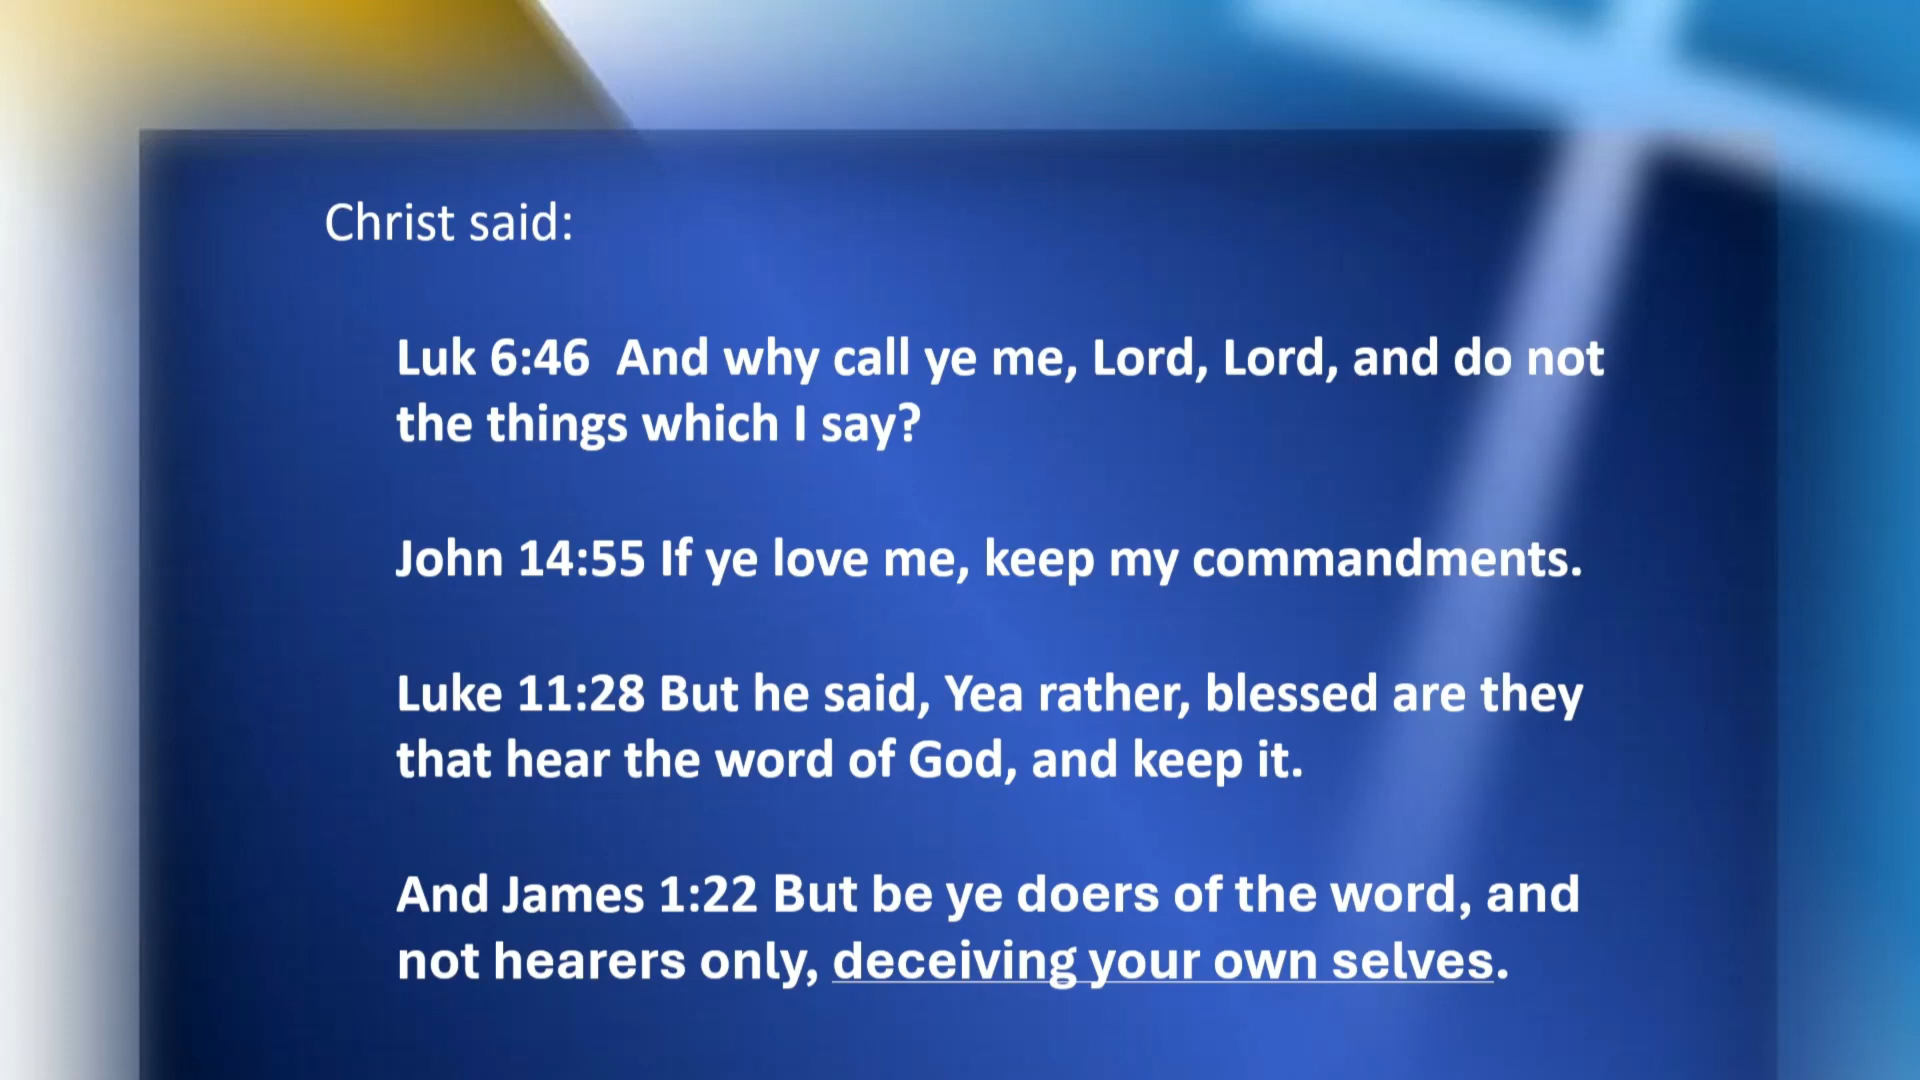 Christ said:
Luk 6:46  And why call ye me, Lord, Lord, and do not
the things which I say?
John 14:55 If ye love me, keep my commandments.
Luke 11:28 But he said, Yea rather, blessed are they
that hear the word of God, and keep it.
And James 1:22 But be ye doers of the word, and
not hearers only, deceiving your own selves.